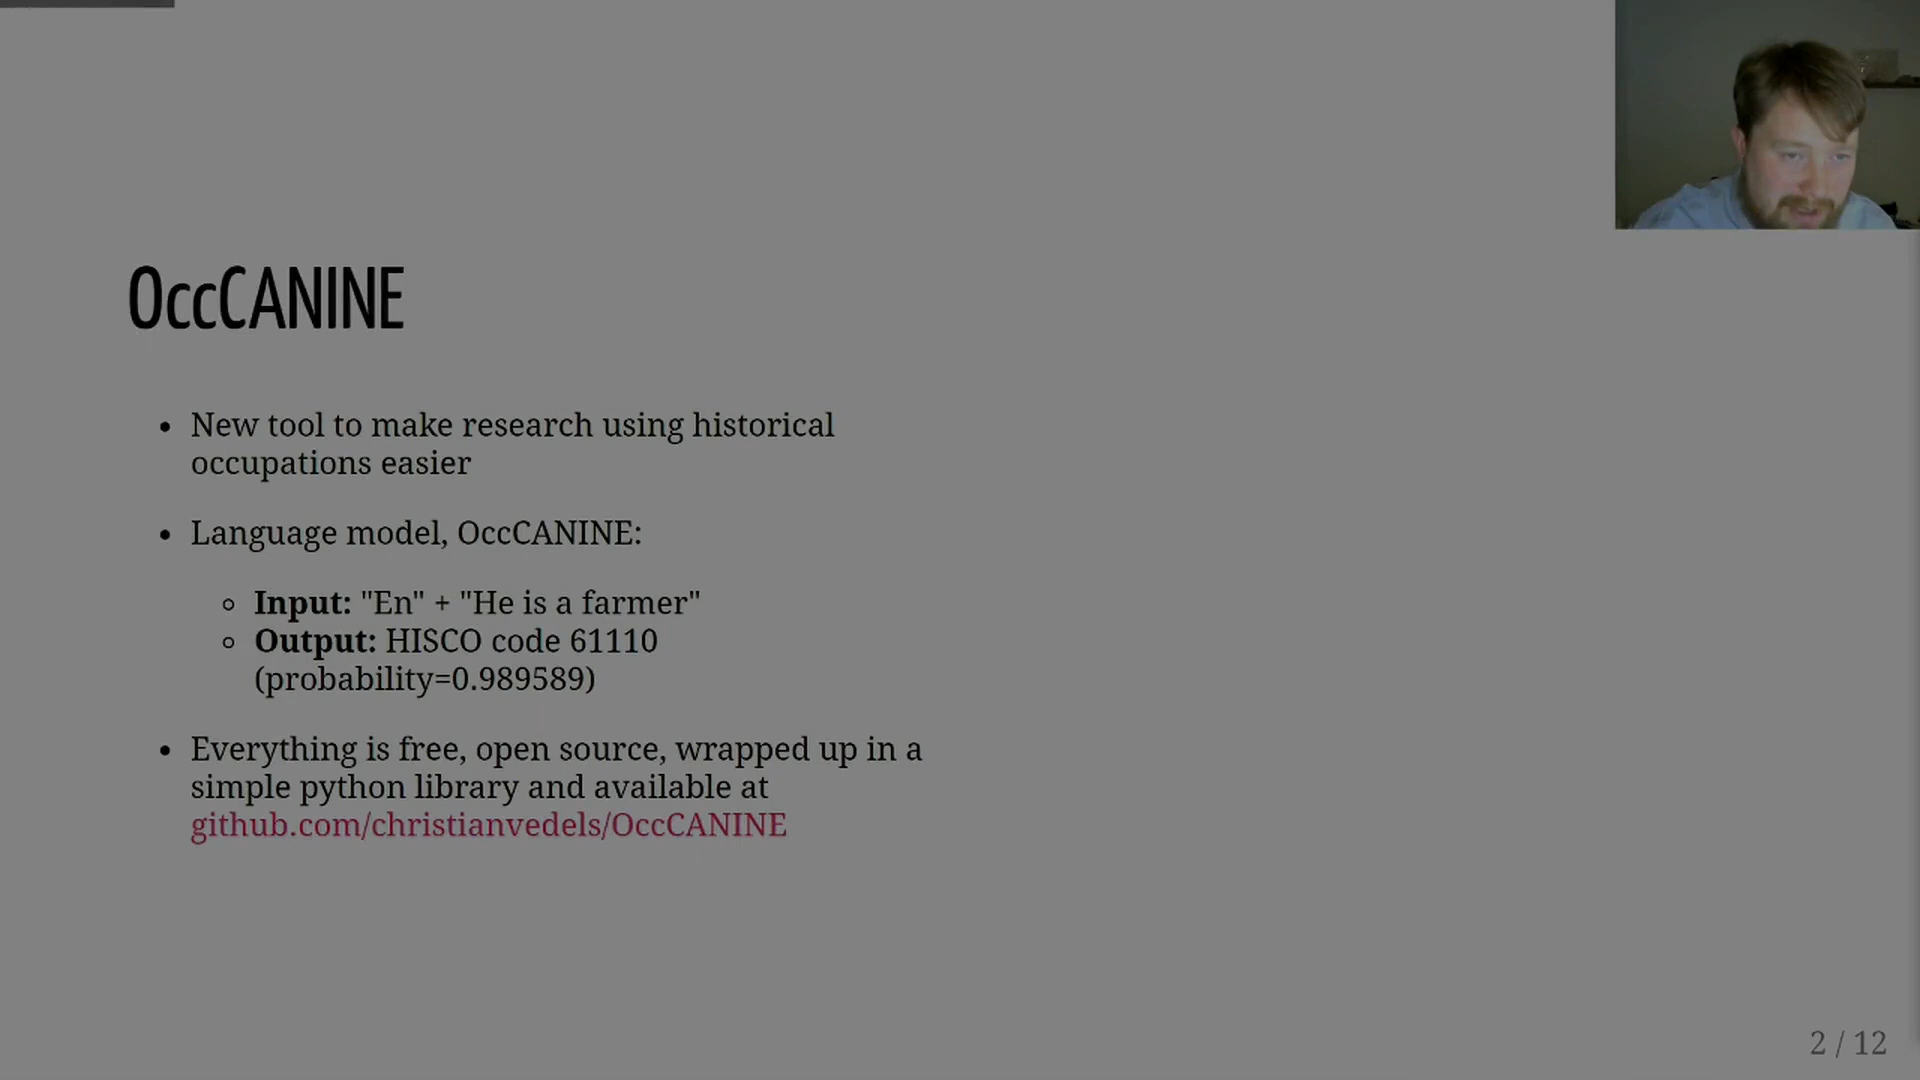 OccCANINE
• New tool to make research using historical
occupations easier
• Language model, OccCANINE:
◦ Input: "En" + "He is a farmer"
◦ Output: HISCO code 61110
(probability=0.989589)
• Everything is free, open source, wrapped up in a
simple python library and available at
github.com/christianvedels/OccCANINE
2 / 12